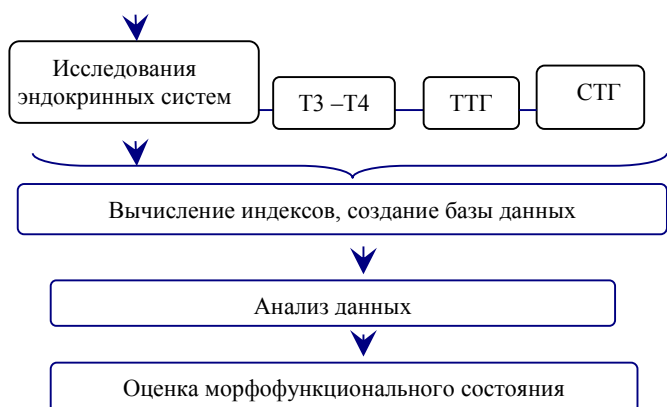 Исследования
эндокринных систем
Т3 –Т4
ТТГ
СТГ
Вычисление индексов, создание базы данных
Анализ данных
Оценка морфофункционального состояния